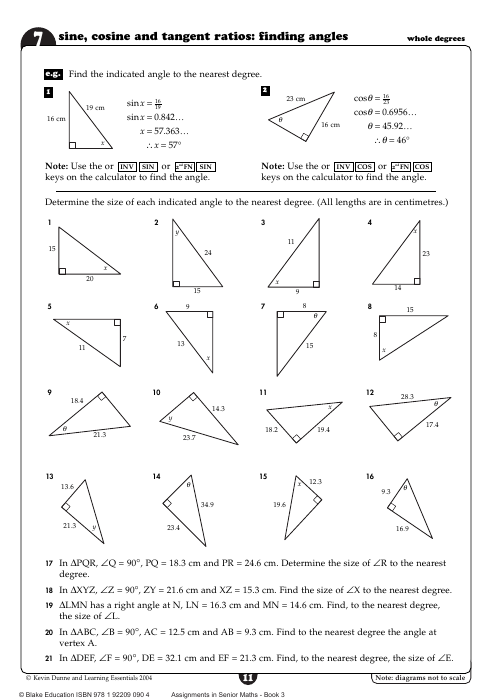 7 sine, cosine and tangent ratios: finding angles whole degrees
e.g. Find the indicated angle to the nearest degree.
1
16 cm
19 cm
x
sin x = 16/19
sin x = 0.842…
x = 57.363…
∴ x = 57°
2
23 cm
θ
16 cm
cos θ = 16/23
cos θ = 0.6956…
θ = 45.92…
∴ θ = 46°
Note: Use the or INV SIN or 2nd FN SIN
keys on the calculator to find the angle.
Note: Use the or INV COS or 2nd FN COS
keys on the calculator to find the angle.
Determine the size of each indicated angle to the nearest degree. (All lengths are in centimetres.)
1
15
x
20
2
y
24
15
3
11
x
9
4
x
23
14
5
x
7
11
6
9
13
x
7
8
θ
15
8
15
8
x
9
18.4
θ
21.3
10
14.3
y
23.7
11
x
18.2
19.4
12
28.3
θ
17.4
13
13.6
21.3
y
14
θ
34.9
23.4
15
x
12.3
19.6
16
θ
9.3
16.9
17 In ΔPQR, ∠Q = 90°, PQ = 18.3 cm and PR = 24.6 cm. Determine the size of ∠R to the nearest
degree.
18 In ΔXYZ, ∠Z = 90°, ZY = 21.6 cm and XZ = 15.3 cm. Find the size of ∠X to the nearest degree.
19 ΔLMN has a right angle at N, LN = 16.3 cm and MN = 14.6 cm. Find, to the nearest degree,
the size of ∠L.
20 In ΔABC, ∠B = 90°, AC = 12.5 cm and AB = 9.3 cm. Find to the nearest degree the angle at
vertex A.
21 In ΔDEF, ∠F = 90°, DE = 32.1 cm and EF = 21.3 cm. Find, to the nearest degree, the size of ∠E.
© Kevin Dunne and Learning Essentials 2004 11 Note: diagrams not to scale
© Blake Education ISBN 978 1 92209 090 4 Assignments in Senior Maths - Book 3